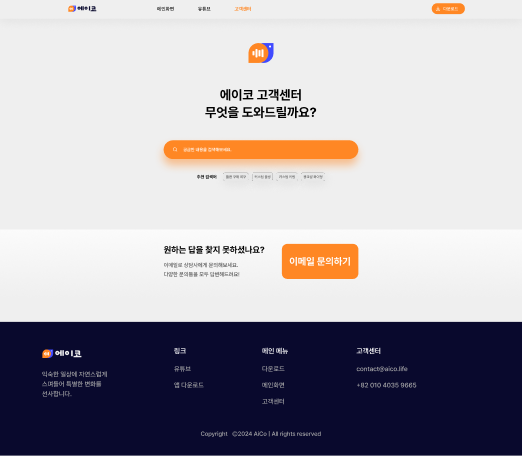 에이코
메인화면
유튜브
고객센터
다운로드
에이코 고객센터
무엇을 도와드릴까요?
궁금한 내용을 검색해보세요.
추천 검색어
원하는 답을 찾지 못하셨나요?
이메일로 상담사에게 문의해보세요.
다양한 문의들을 모두 답변해드려요!
이메일 문의하기
에이코
익숙한 일상에 자연스럽게
스며들어 특별한 변화를
선사합니다.
링크
유튜브
앱 다운로드
메인 메뉴
다운로드
메인화면
고객센터
고객센터
contact@eico.life
+82 010 4035 9665
Copyright ©2024 AiCo | All rights reserved